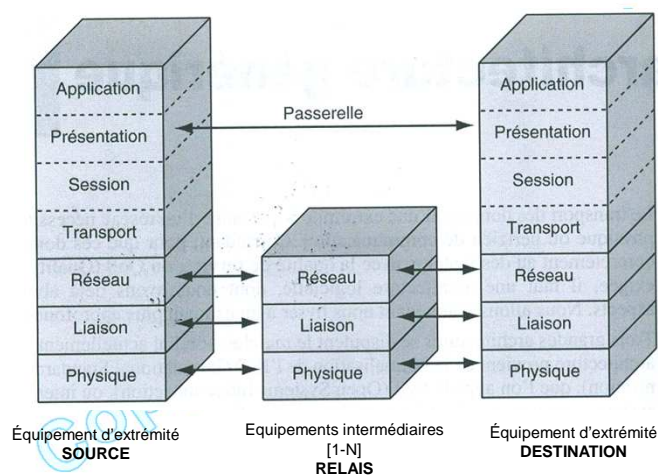 Application
Présentation
Session
Transport
Réseau
Liaison
Physique
Passerelle
Réseau
Liaison
Physique
Application
Présentation
Session
Transport
Réseau
Liaison
Physique
Équipement d'extrémité
SOURCE
Equipements intermédiaires
[1-N]
RELAIS
Équipement d'extrémité
DESTINATION